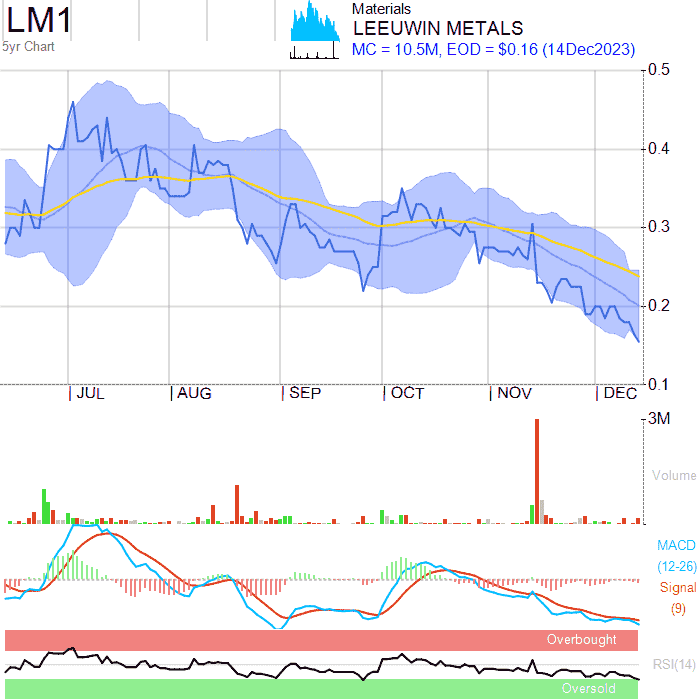 LM1
5yr Chart
Materials
LEEUWIN METALS
MC = 10.5M, EOD = $0.16 (14Dec2023)
0.5
0.4
0.3
0.2
0.1
JUL
AUG
SEP
OCT
NOV
DEC
3M
Volume
MACD
(12-26)
Signal
(9)
Overbought
RSI(14)
Oversold